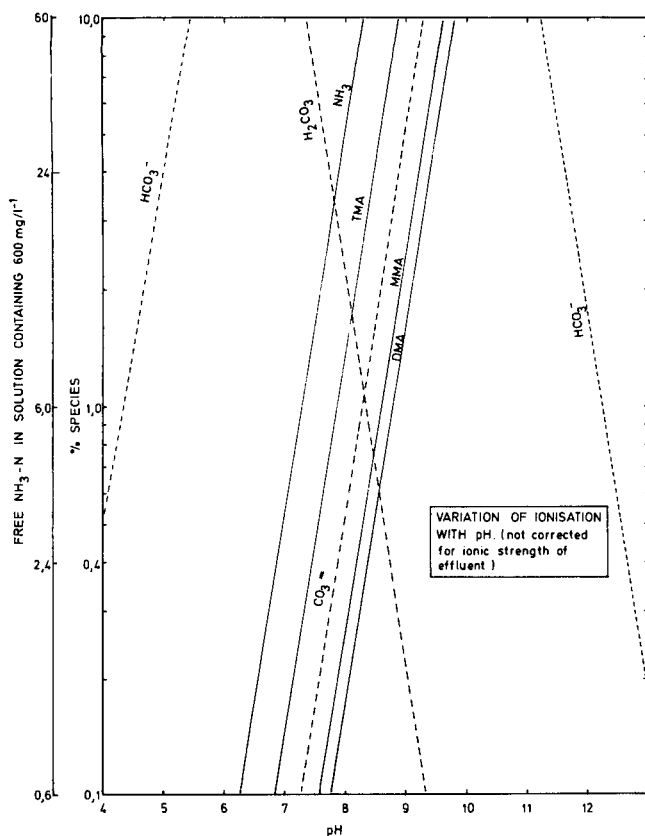 60
10,0
HCO3-
H2CO3
NH3
24
TMA
MMA
DMA
HCO3-
6,0
1,0
FREE NH3-N IN SOLUTION CONTAINING 600 mg/l-1
% SPECIES
VARIATION OF IONISATION
WITH pH. (not corrected
for ionic strength of
effluent)
2,4
0,4
CO3=
0,6
0,1
4 5 6 7 8 9 10 11 12
pH